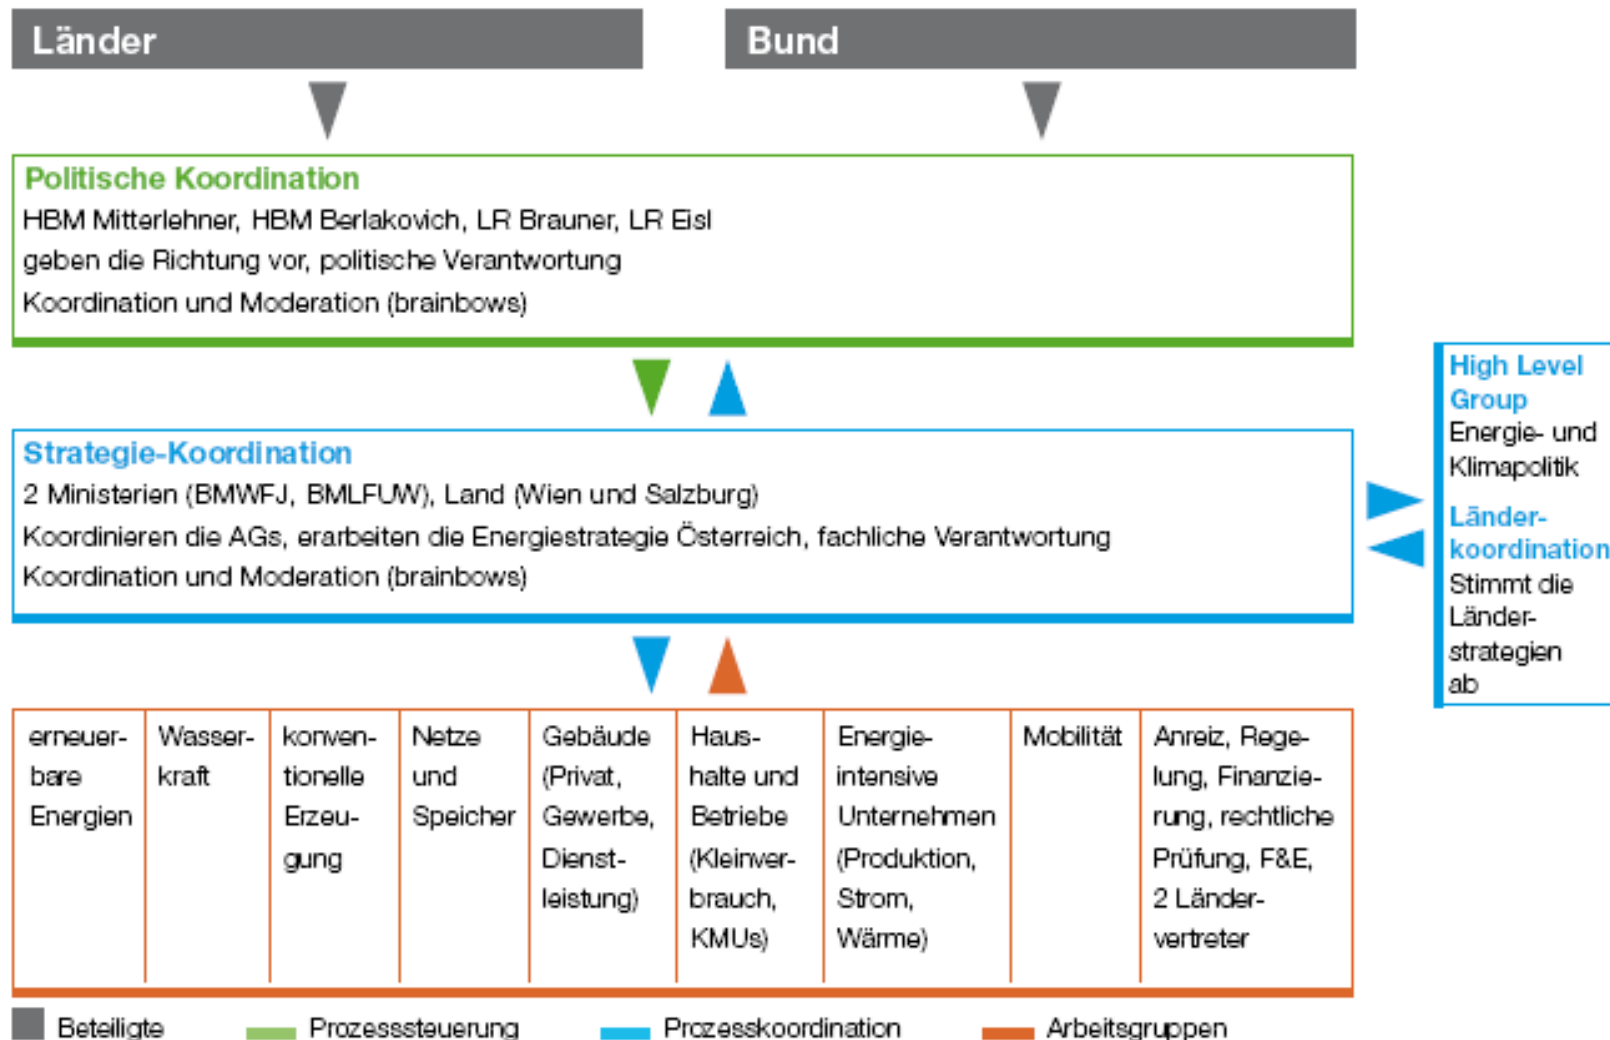 Länder
Bund
Politische Koordination
HBM Mitterlehner, HBM Berlakovich, LR Brauner, LR Eisl
geben die Richtung vor, politische Verantwortung
Koordination und Moderation (brainbows)
Strategie-Koordination
2 Ministerien (BMWFJ, BMLFUW), Land (Wien und Salzburg)
Koordinieren die AGs, erarbeiten die Energiestrategie Österreich, fachliche Verantwortung
Koordination und Moderation (brainbows)
High Level
Group
Energie- und
Klimapolitik
Länder-
koordination
Stimmt die
Länder-
strategien
ab
erneuer-
bare
Energien
Wasser-
kraft
konven-
tionelle
Erzeu-
gung
Netze
und
Speicher
Gebäude
(Privat,
Gewerbe,
Dienst-
leistung)
Haus-
halte und
Betriebe
(Kleinver-
brauch,
KMUs)
Energie-
intensive
Unternehmen
(Produktion,
Strom,
Wärme)
Mobilität
Anreiz, Rege-
lung, Finanzie-
rung, rechtliche
Prüfung, F&E,
2 Länder-
vertreter
Beteiligte
Prozesssteuerung
Prozesskoordination
Arbeitsgruppen